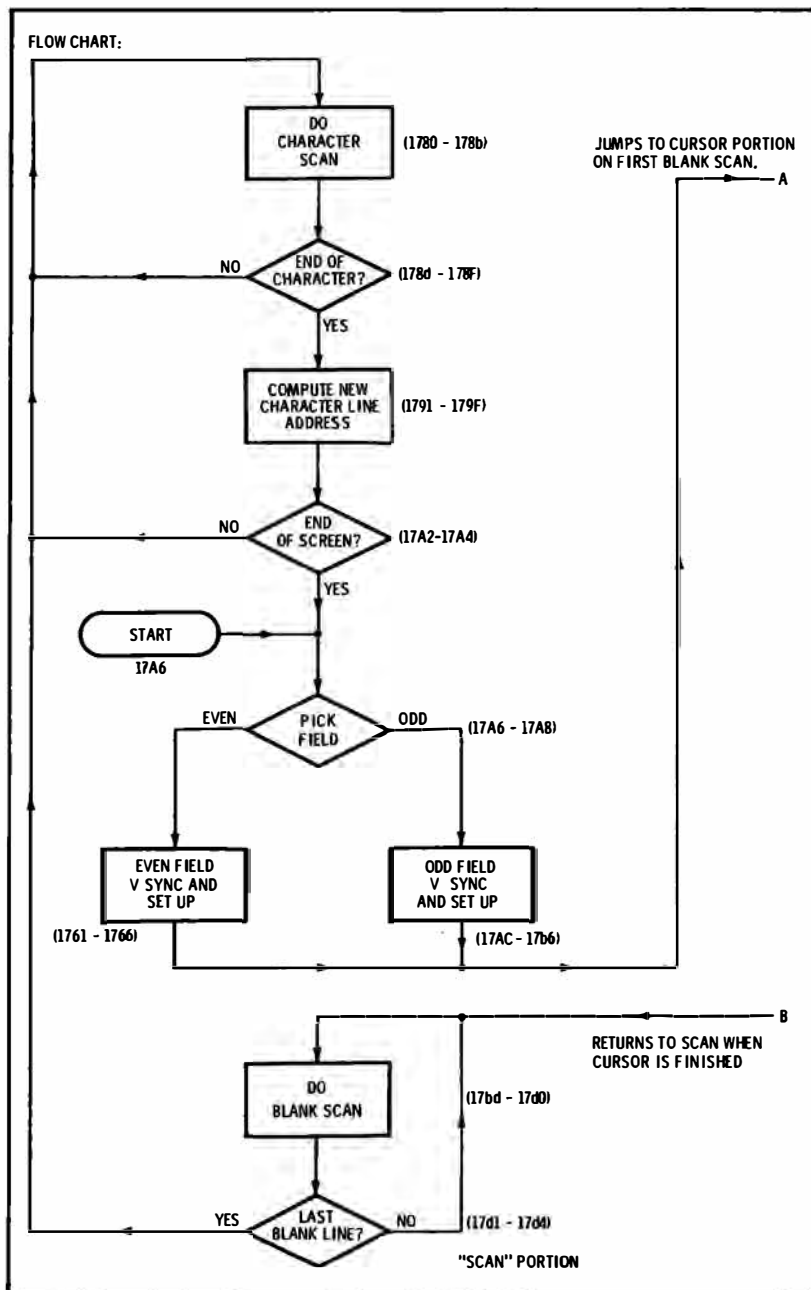 FLOW CHART:
DO
CHARACTER
SCAN
(1780 - 178b)
JUMPS TO CURSOR PORTION
ON FIRST BLANK SCAN.
A
END OF
CHARACTER?
NO
(178d - 178F)
YES
COMPUTE NEW
CHARACTER LINE
ADDRESS
(1791 - 179F)
NO
END
OF SCREEN?
(17A2-17A4)
YES
START
17A6
EVEN
PICK
FIELD
ODD
(17A6 - 17A8)
EVEN FIELD
V SYNC AND
SET UP
(1761 - 1766)
ODD FIELD
V SYNC
AND SET UP
(17AC - 17b6)
B
RETURNS TO SCAN WHEN
CURSOR IS FINISHED
DO
BLANK SCAN
(17bd - 17d0)
YES
LAST
BLANK LINE?
NO
(17d1 - 17d4)
"SCAN" PORTION